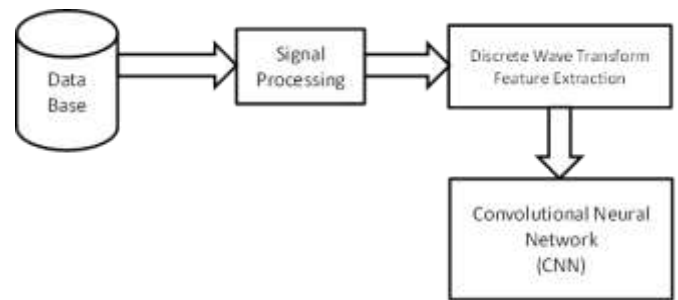 Data
Base
Signal
Processing
Discrete Wave Transform
Feature Extraction
Convolutional Neural
Network
(CNN)